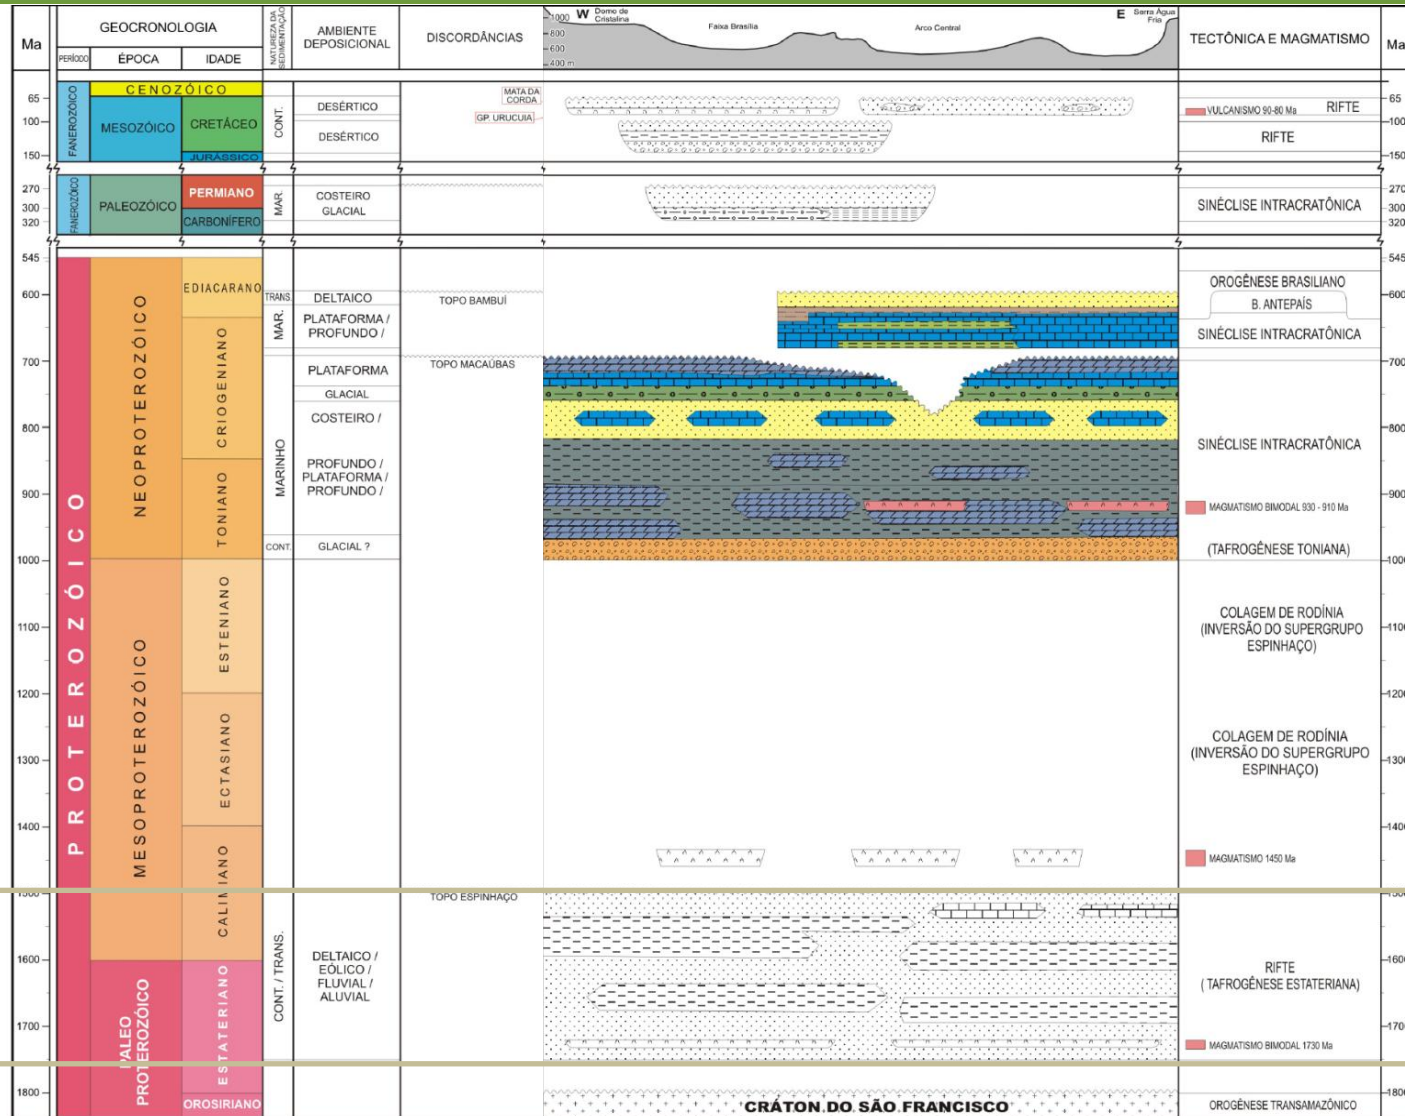 Ma
GEOCRONOLOGIA
PERÍODO
ÉPOCA
IDADE
NATUREZA DA
SEDIMENTAÇÃO
AMBIENTE
DEPOSICIONAL
DISCORDÂNCIAS
1000
800
600
400 m
W
Domo de
Cristalina
Faixa Brasília
Arco Central
E
Serra Água
Fria
TECTÔNICA E MAGMATISMO
Ma
65
100
150
FANEROZÓICO
CENOZÓICO
MESOZÓICO
CRETÁCEO
JURÁSSICO
CONT.
DESÉRTICO
DESÉRTICO
MATA DA
CORDA
GP. URUCUIA
VULCANISMO 90-80 Ma
RIFTE
RIFTE
65
100
150
270
300
320
FANEROZÓICO
PALEOZÓICO
PERMIANO
CARBONÍFERO
MAR.
COSTEIRO
GLACIAL
SINÉCLISE INTRACRATÔNICA
270
300
320
545
600
700
800
900
1000
1100
1200
1300
1400
1500
1600
1700
1800
PROTEROZÓICO
NEOPROTEROZÓICO
MESOPROTEROZÓICO
PALEO
PROTEROZÓICO
EDIACARANO
CRIOGENIANO
TONIANO
ESTENIANO
ECTASIANO
CALIMIANO
ESTATERIANO
OROSIRIANO
TRANS.
MAR.
MARINHO
CONT.
CONT. / TRANS.
DELTAICO
PLATAFORMA /
PROFUNDO /
PLATAFORMA
GLACIAL
COSTEIRO /
PROFUNDO /
PLATAFORMA /
PROFUNDO /
GLACIAL ?
DELTAICO /
EÓLICO /
FLUVIAL /
ALUVIAL
TOPO BAMBUÍ
TOPO MACAÚBAS
TOPO ESPINHAÇO
CRÁTON DO SÃO FRANCISCO
OROGÊNESE BRASILIANO
B. ANTEPAÍS
SINÉCLISE INTRACRATÔNICA
SINÉCLISE INTRACRATÔNICA
MAGMATISMO BIMODAL 930 - 910 Ma
(TAFROGÊNESE TONIANA)
COLAGEM DE RODÍNIA
(INVERSÃO DO SUPERGRUPO
ESPINHAÇO)
COLAGEM DE RODÍNIA
(INVERSÃO DO SUPERGRUPO
ESPINHAÇO)
MAGMATISMO 1450 Ma
RIFTE
( TAFROGÊNESE ESTATERIANA)
MAGMATISMO BIMODAL 1730 Ma
OROGÊNESE TRANSAMAZÔNICO
545
600
700
800
900
1000
1100
1200
1300
1400
1500
1600
1700
1800